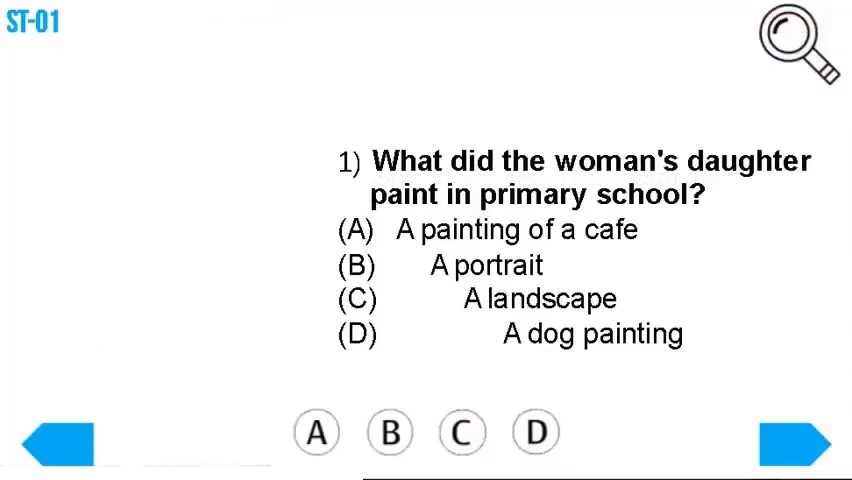 ST-01
1) What did the woman's daughter
paint in primary school?
(A) A painting of a cafe
(B) A portrait
(C) A landscape
(D) A dog painting
A B C D